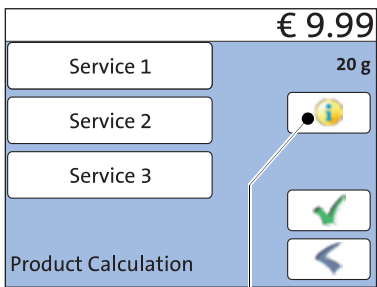 € 9.99
Service 1
20 g
Service 2
Service 3
Product Calculation